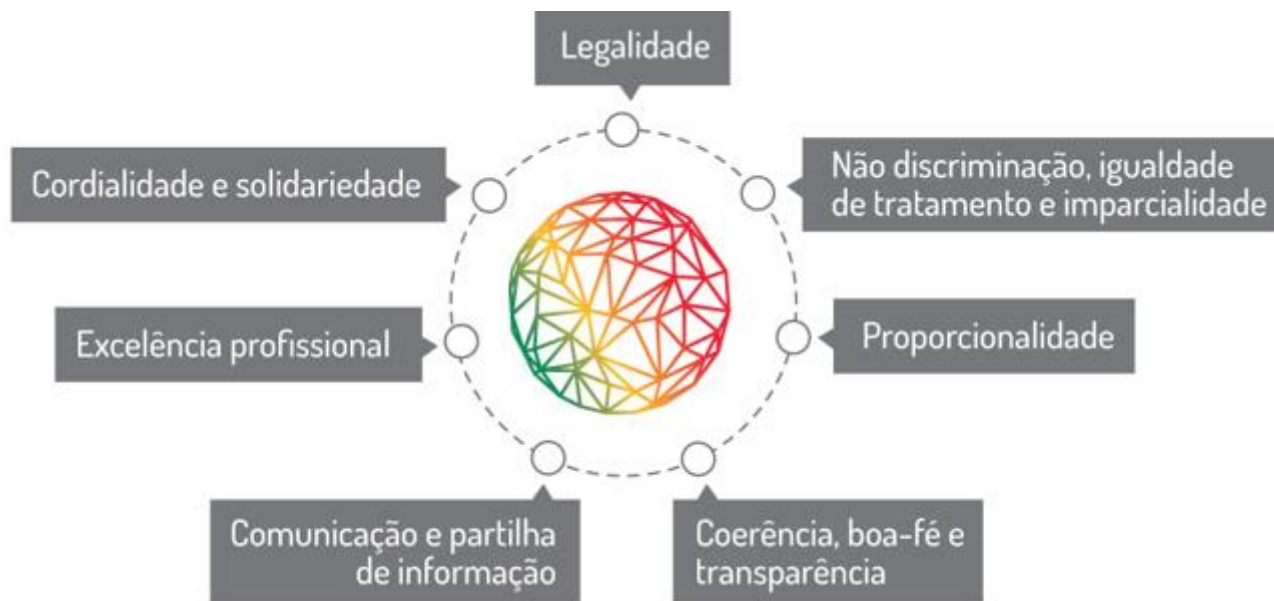 Legalidade
Não discriminação, igualdade
de tratamento e imparcialidade
Proporcionalidade
Coerência, boa-fé e
transparência
Comunicação e partilha
de informação
Excelência profissional
Cordialidade e solidariedade